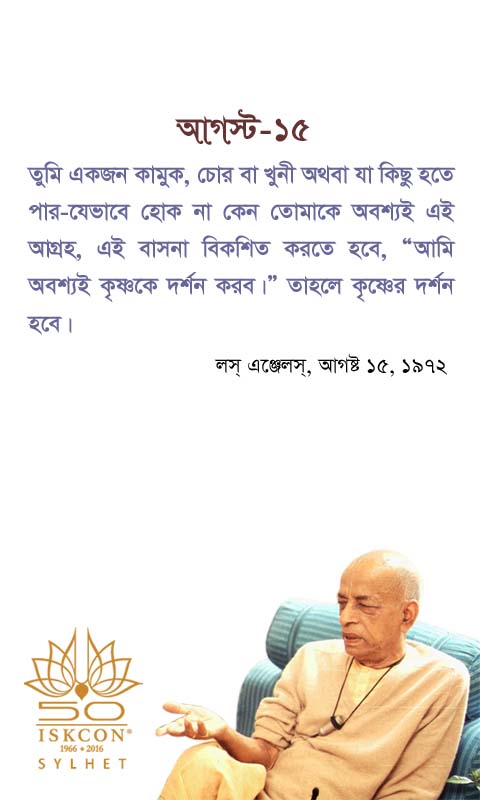 আগস্ট-১৫
তুমি একজন কামুক, চোর বা খুনী অথবা যা কিছু হতে
পার-যেভাবে হোক না কেন তোমাকে অবশ্যই এই
আগ্রহ, এই বাসনা বিকশিত করতে হবে, “আমি
অবশ্যই কৃষ্ণকে দর্শন করব।” তাহলে কৃষ্ণের দর্শন
হবে।
লস্ এঞ্জেলস্, আগষ্ট ১৫, ১৯৭২
50
ISKCON®
1966 • 2016
SYLHET